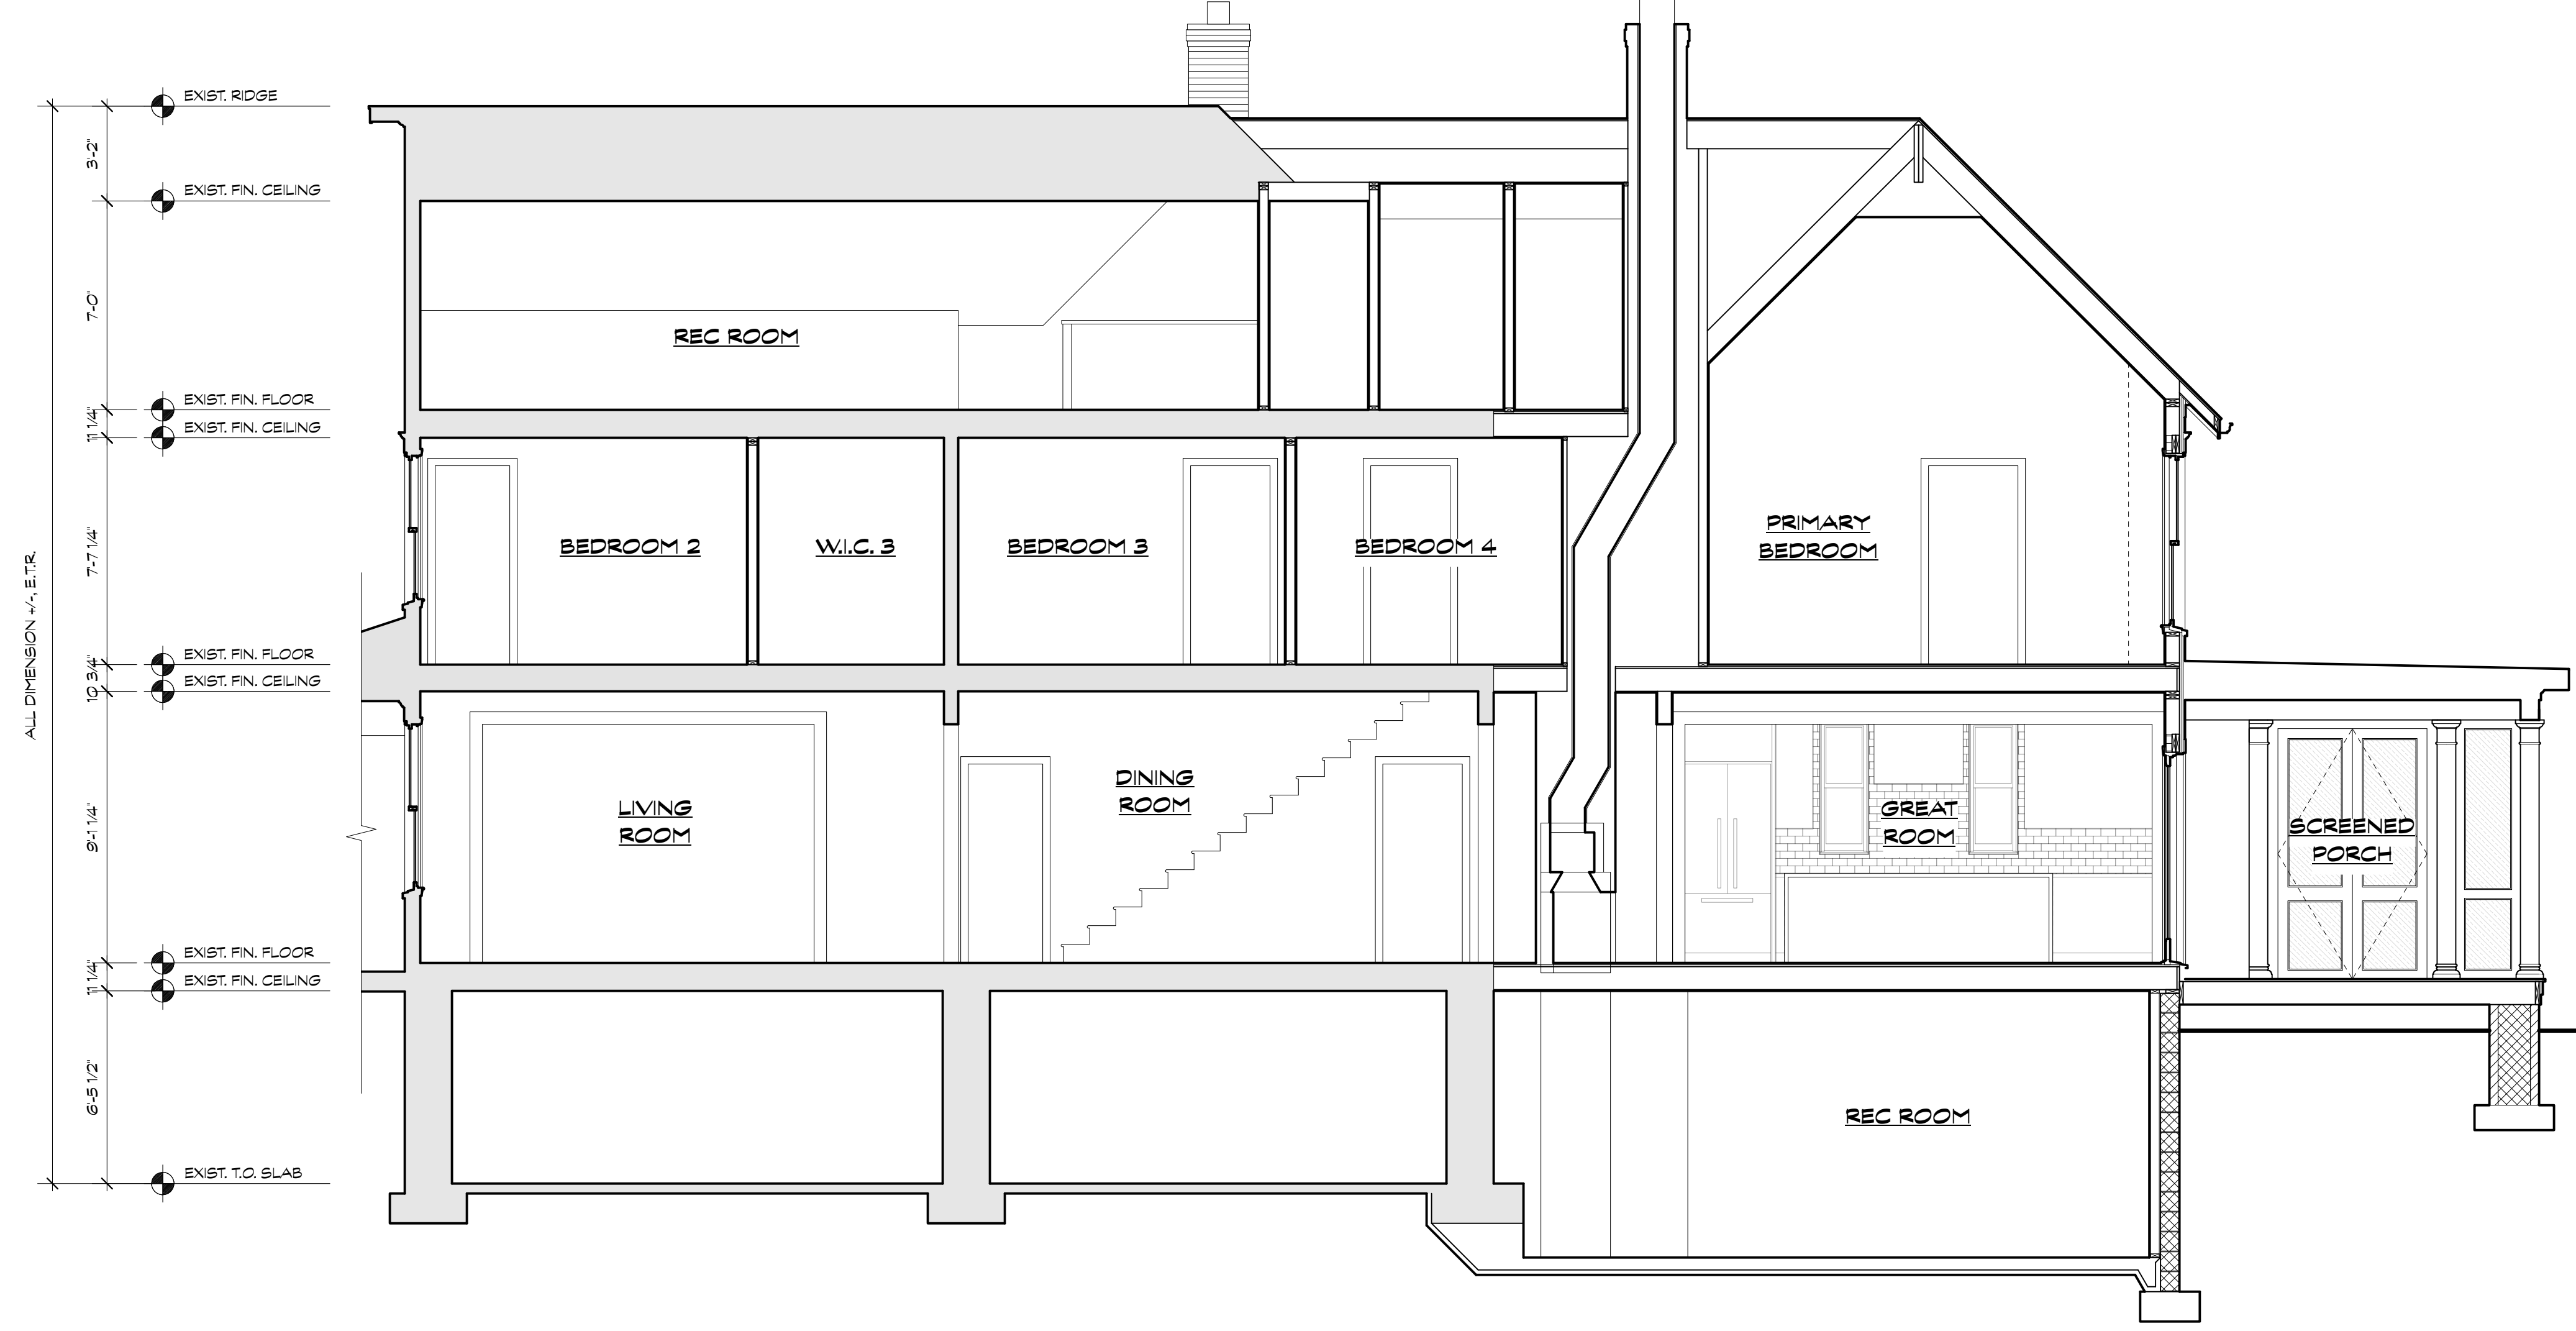 EXIST. RIDGE
3'-2"
EXIST. FIN. CEILING
7'-0"
REC ROOM
EXIST. FIN. FLOOR
11 1/4"
EXIST. FIN. CEILING
7'-7 1/4"
ALL DIMENSION +/-, E.T.R.
BEDROOM 2
W.I.C. 3
BEDROOM 3
BEDROOM 4
PRIMARY
BEDROOM
EXIST. FIN. FLOOR
10 3/4"
EXIST. FIN. CEILING
9'-1 1/4"
LIVING
ROOM
DINING
ROOM
GREAT
ROOM
SCREENED
PORCH
EXIST. FIN. FLOOR
11 1/4"
EXIST. FIN. CEILING
6'-5 1/2"
REC ROOM
EXIST. T.O. SLAB